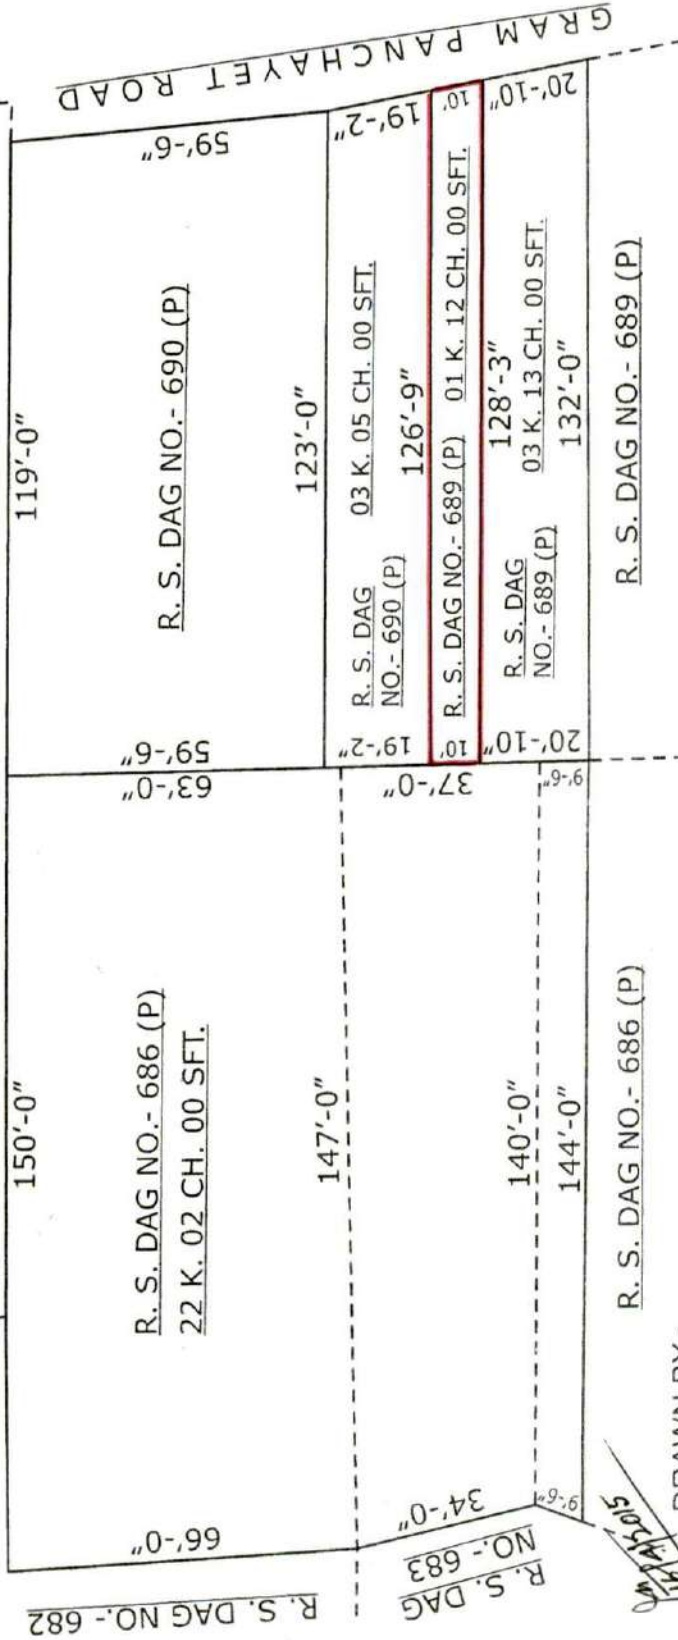 GRAM PANCHAYET ROAD
119'-0"
59'-6"
R. S. DAG NO.- 690 (P)
59'-6"
123'-0"
19'-2"
R. S. DAG
NO.- 690 (P)
03 K. 05 CH. 00 SFT.
19'-2"
126'-9"
10'
R. S. DAG NO.- 689 (P)
01 K. 12 CH. 00 SFT.
10'
128'-3"
20'-10"
R. S. DAG
NO.- 689 (P)
03 K. 13 CH. 00 SFT.
20'-10"
132'-0"
R. S. DAG NO.- 689 (P)
150'-0"
63'-0"
R. S. DAG NO.- 686 (P)
22 K. 02 CH. 00 SFT.
66'-0"
R. S. DAG NO.- 682
147'-0"
37'-0"
34'-0"
R. S. DAG
NO.- 683
140'-0"
9'-6"
9'-6"
144'-0"
R. S. DAG NO.- 686 (P)
DRAWN BY